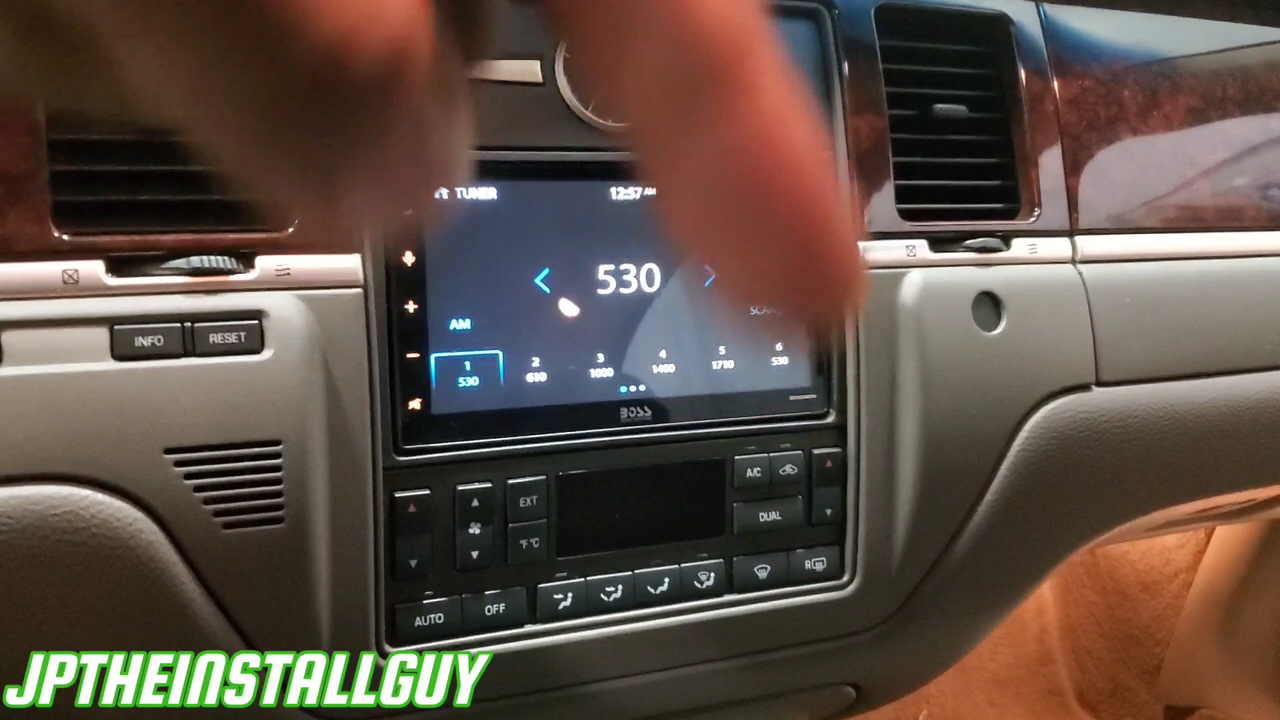 TUNER
12:57 AM
530
SCAN
AM
1
530
2
610
3
1000
4
1400
5
1710
6
530
BOSS
INFO
RESET
EXT
A/C
°F °C
DUAL
AUTO
OFF
R
JPTHEINSTALLGUY